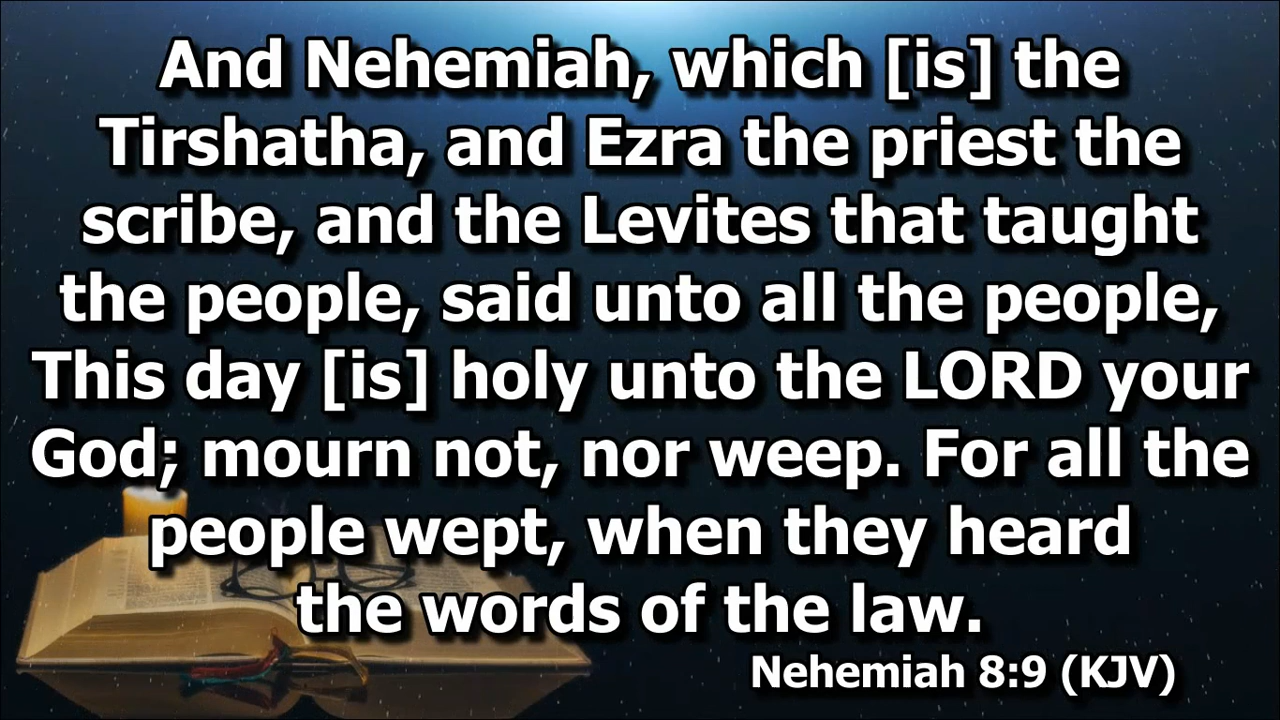 And Nehemiah, which [is] the
Tirshatha, and Ezra the priest the
scribe, and the Levites that taught
the people, said unto all the people,
This day [is] holy unto the LORD your
God; mourn not, nor weep. For all the
people wept, when they heard
the words of the law.
Nehemiah 8:9 (KJV)